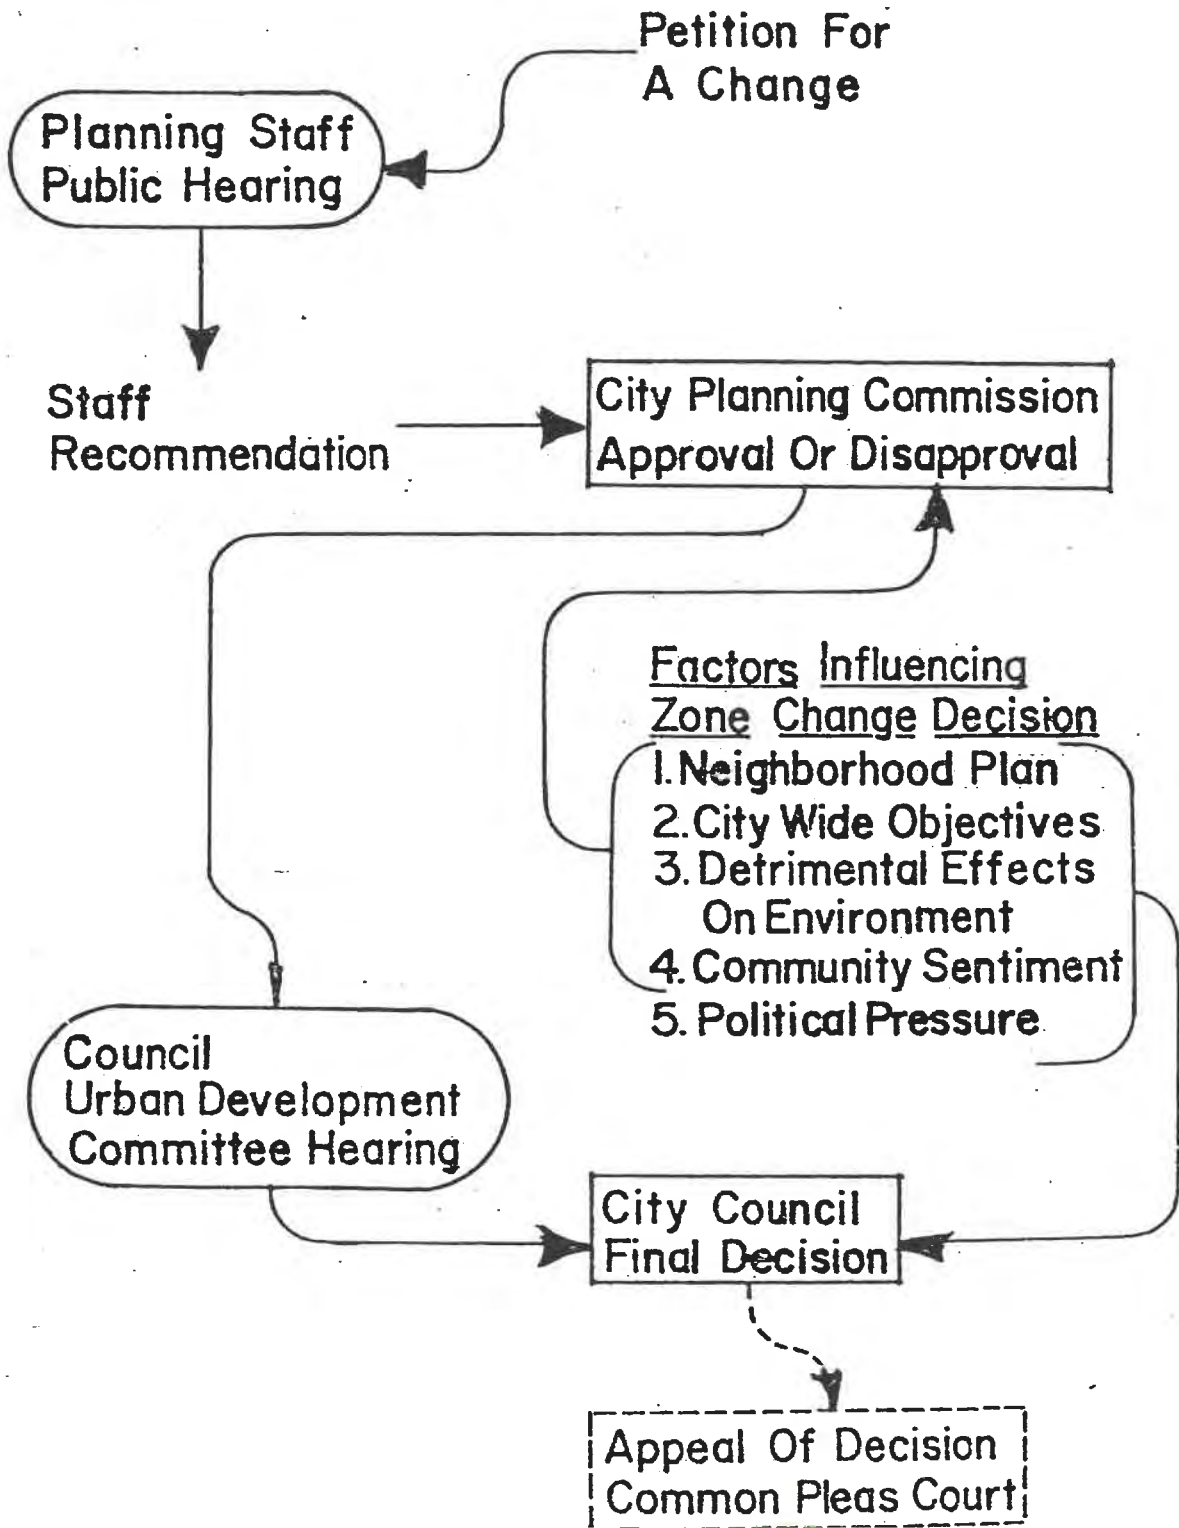 Petition For
A Change
Planning Staff
Public Hearing
Staff
Recommendation
City Planning Commission
Approval Or Disapproval
Factors Influencing
Zone Change Decision
1. Neighborhood Plan
2. City Wide Objectives
3. Detrimental Effects
On Environment
4. Community Sentiment
5. Political Pressure
Council
Urban Development
Committee Hearing
City Council
Final Decision
Appeal Of Decision
Common Pleas Court